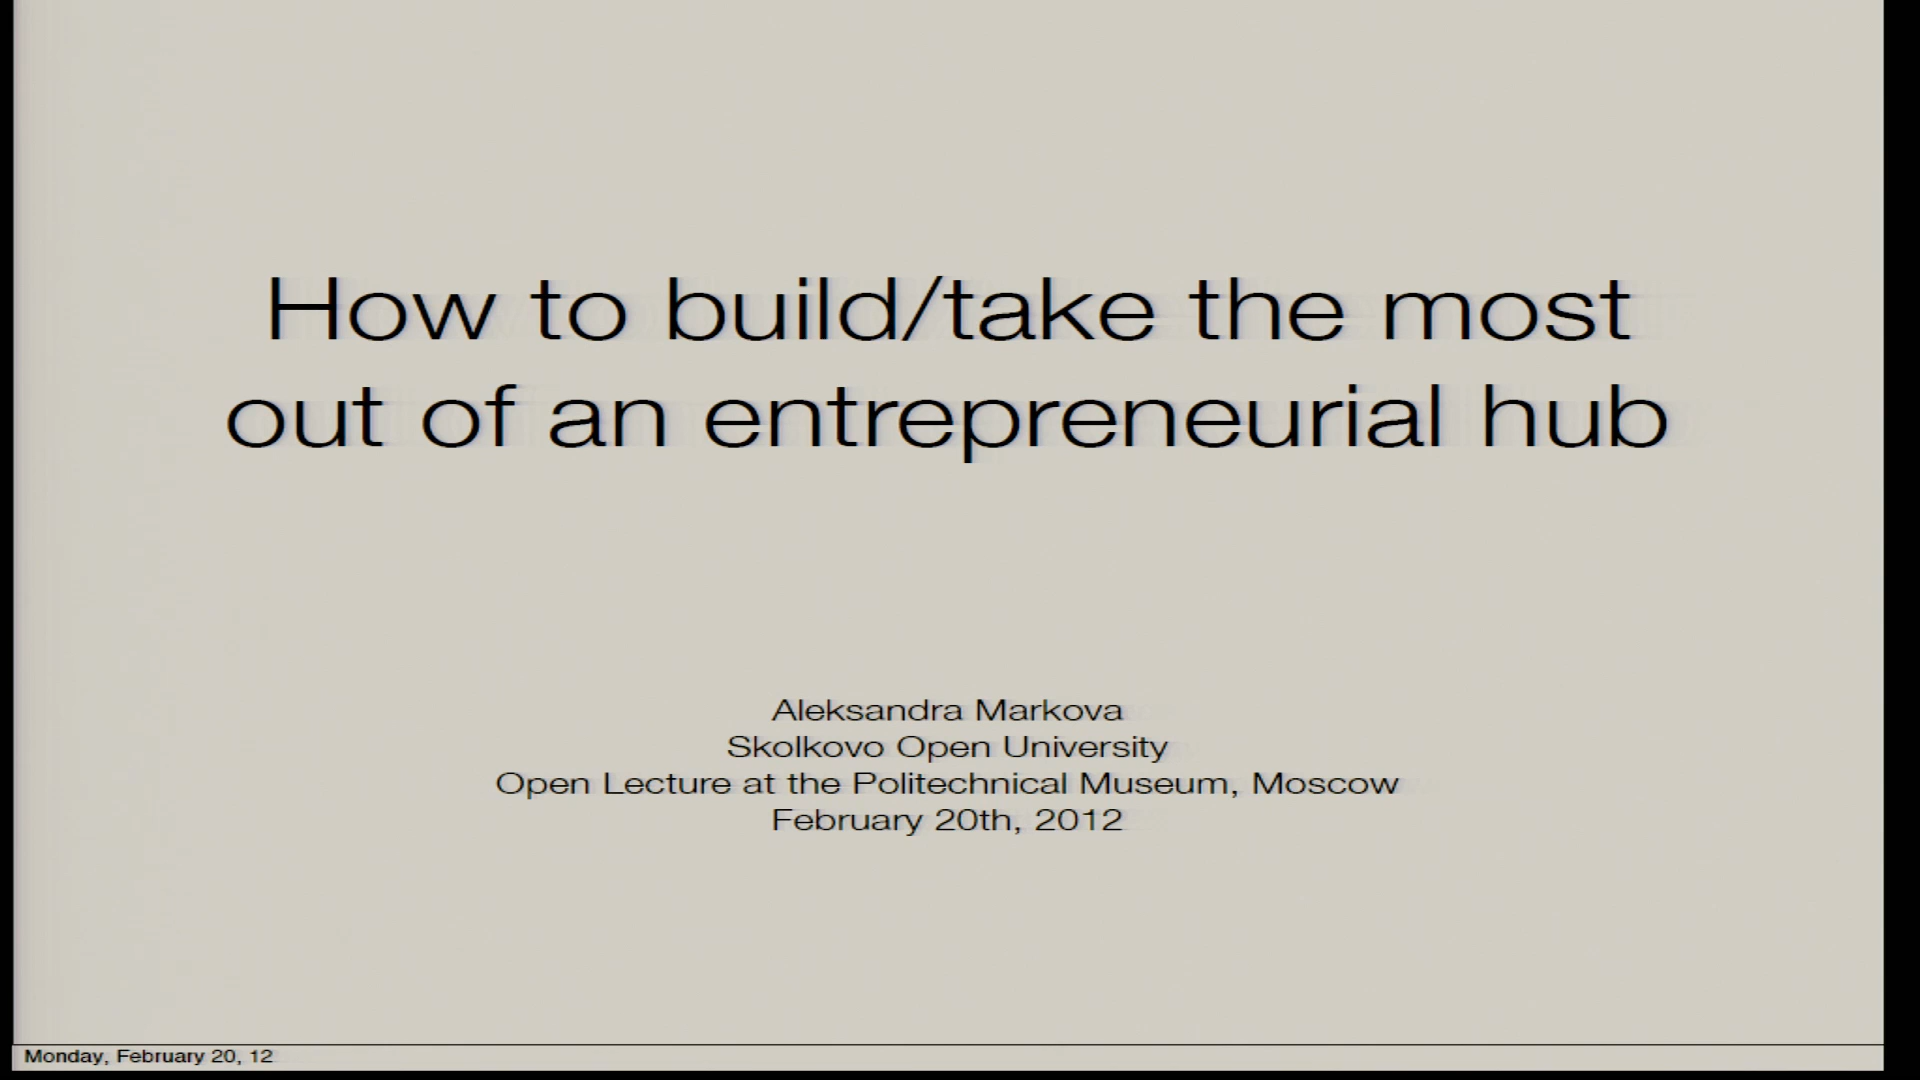 How to build/take the most
out of an entrepreneurial hub
Aleksandra Markova
Skolkovo Open University
Open Lecture at the Politechnical Museum, Moscow
February 20th, 2012
Monday, February 20, 12